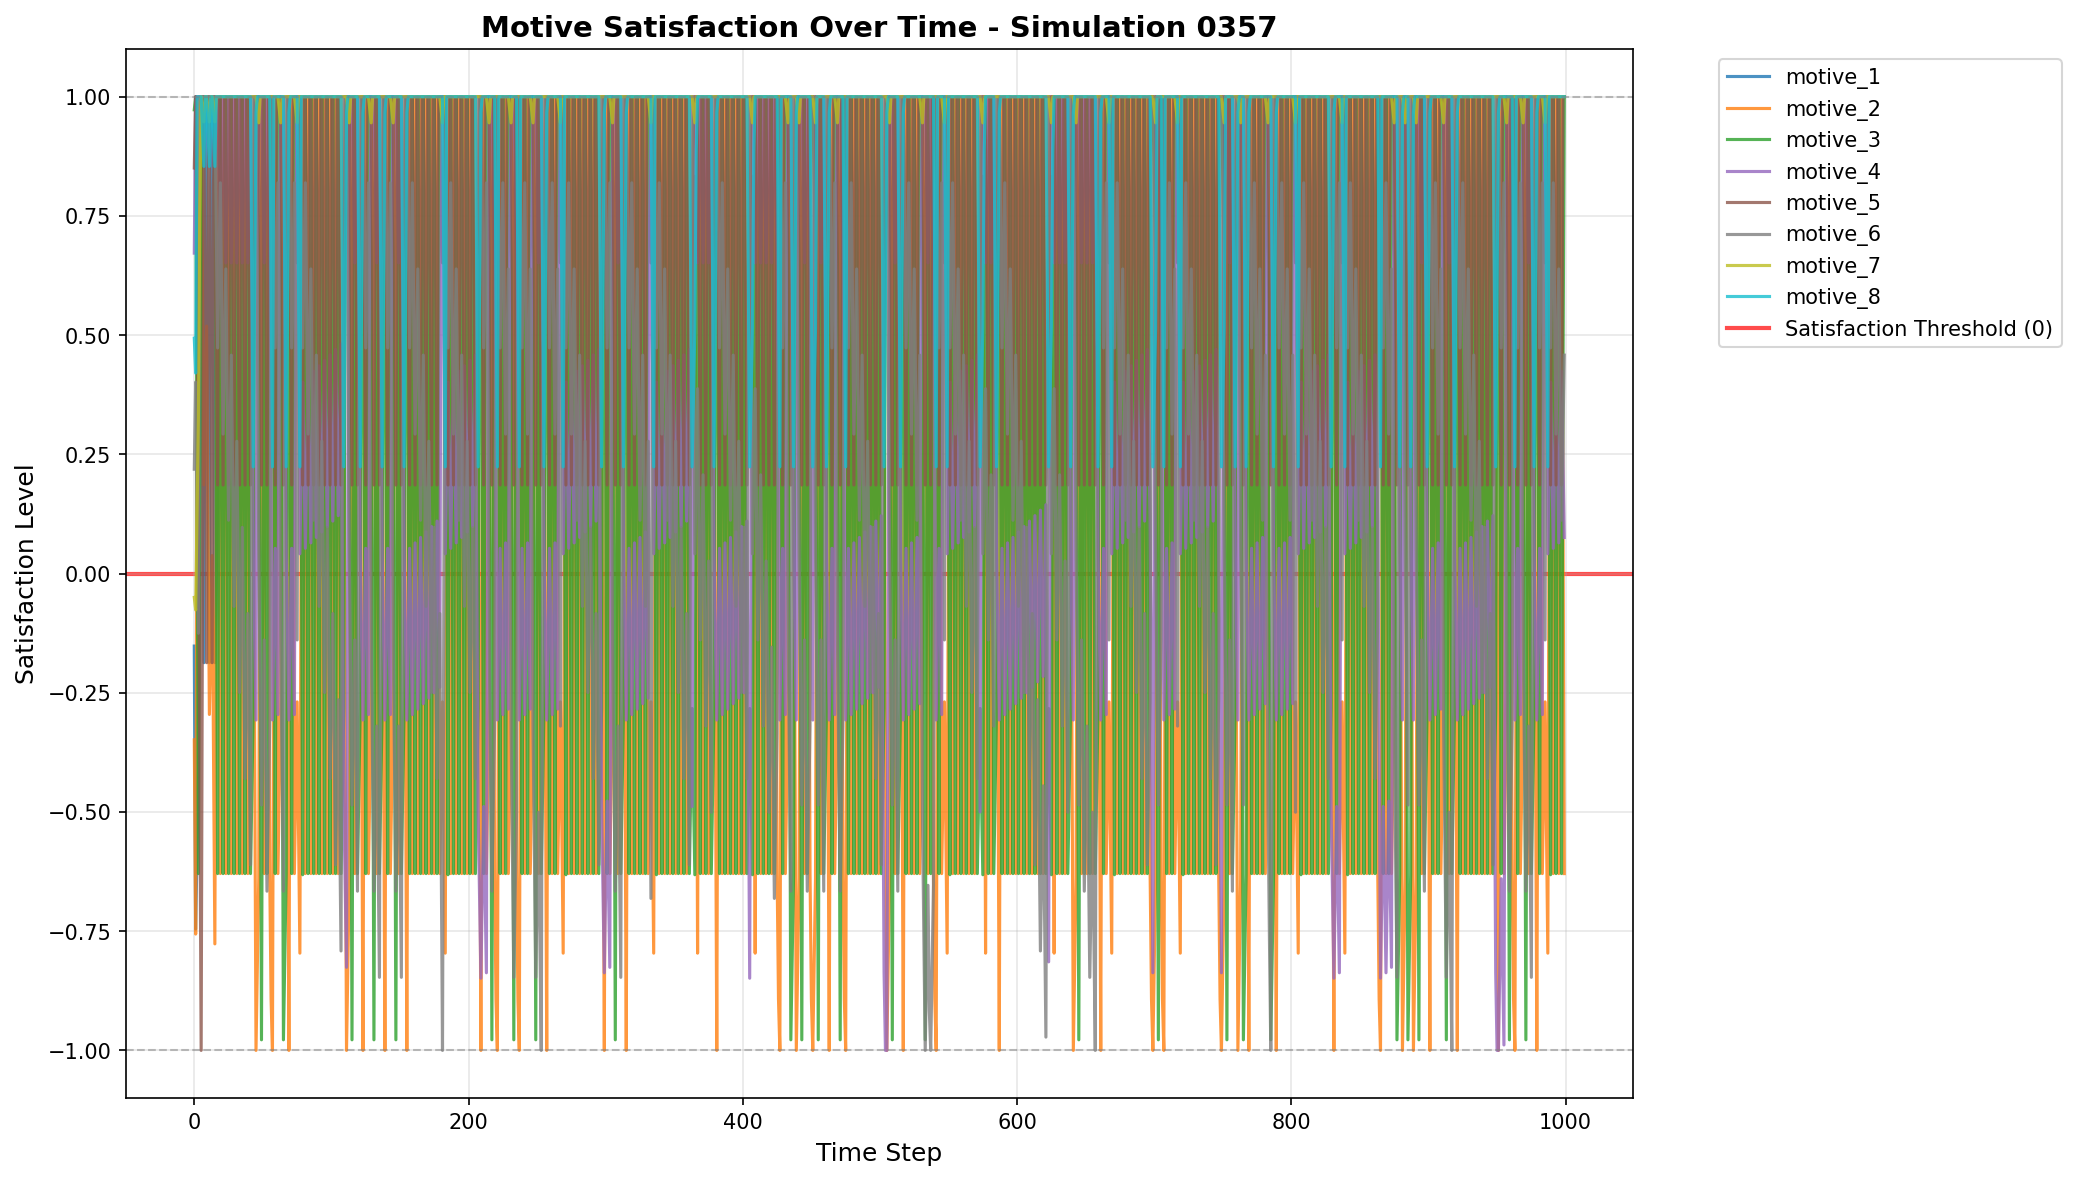 Motive Satisfaction Over Time - Simulation 0357
Satisfaction Level
1.00
0.75
0.50
0.25
0.00
−0.25
−0.50
−0.75
−1.00
0
200
400
600
800
1000
Time Step
motive_1
motive_2
motive_3
motive_4
motive_5
motive_6
motive_7
motive_8
Satisfaction Threshold (0)